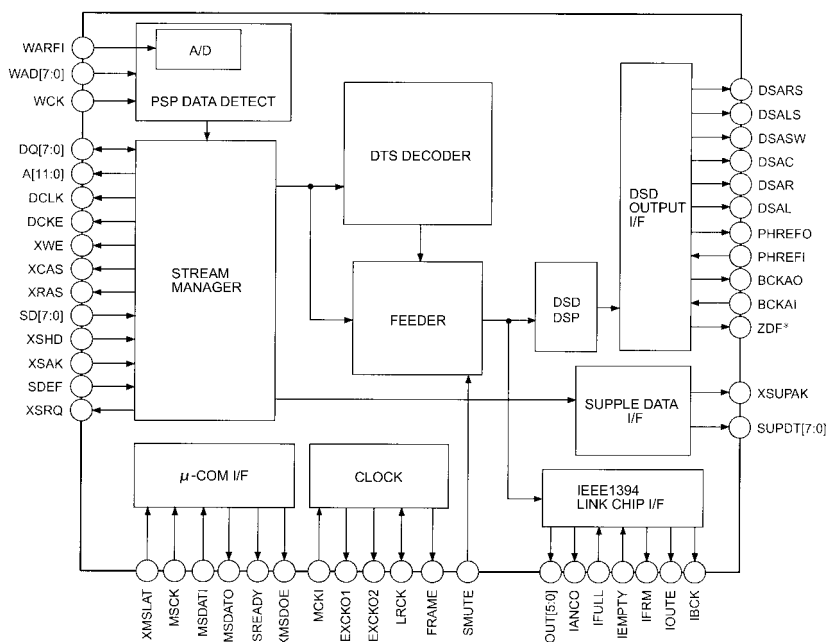 WARFI
WAD[7:0]
WCK
A/D
PSP DATA DETECT
DQ[7:0]
A[11:0]
DCLK
DCKE
XWE
XCAS
XRAS
SD[7:0]
XSHD
XSAK
SDEF
XSRQ
STREAM
MANAGER
DTS DECODER
FEEDER
DSD
DSP
DSD
OUTPUT
I/F
DSARS
DSALS
DSASW
DSAC
DSAR
DSAL
PHREFO
PHREFI
BCKAO
BCKAI
ZDF*
SUPPLE DATA
I/F
XSUPAK
SUPDT[7:0]
μ-COM I/F
CLOCK
IEEE1394
LINK CHIP I/F
XMSLAT
MSCK
MSDATi
MSDATO
SREADY
XMSDOE
MCKI
EXCKO1
EXCKO2
LRCK
FRAME
SMUTE
OUT[5:0]
IANCO
IFULL
IEMPTY
IFRM
IOUTE
IBCK